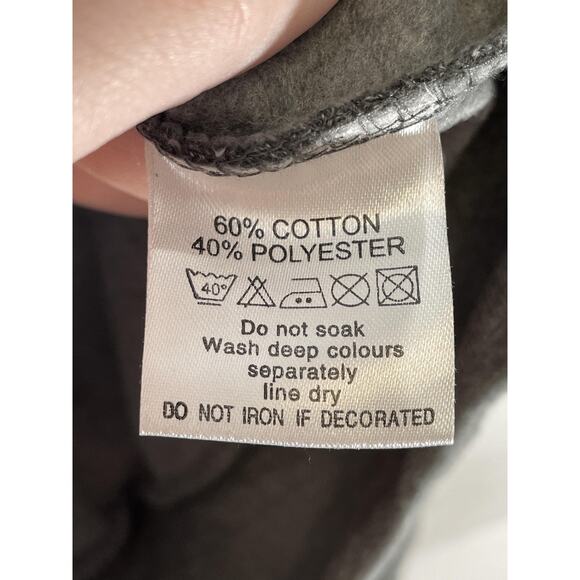 60% COTTON
40% POLYESTER
40°
Do not soak
Wash deep colours
separately
line dry
DO NOT IRON IF DECORATED